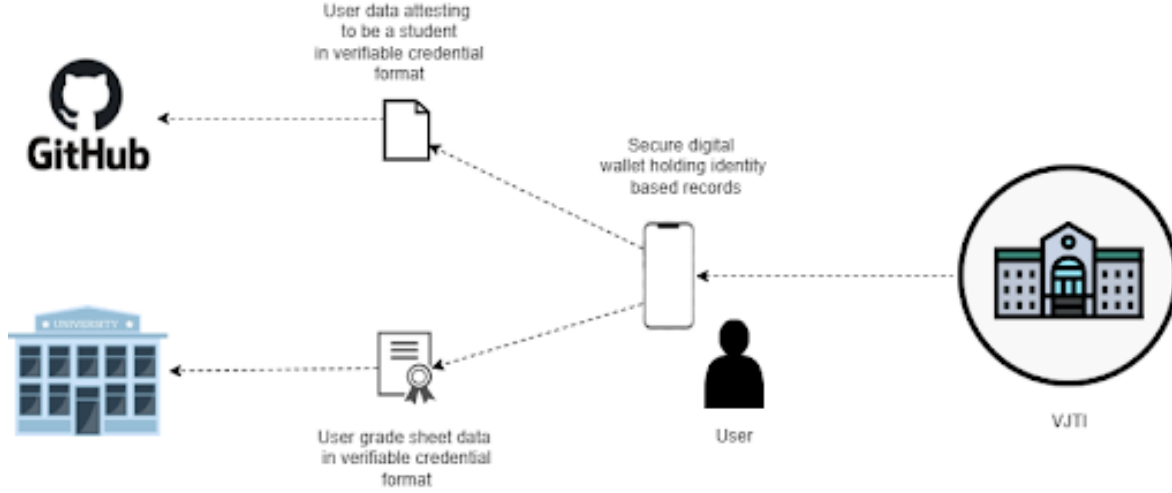 User data attesting
to be a student
in verifiable credential
format
GitHub
Secure digital
wallet holding identity
based records
UNIVERSITY
User grade sheet data
in verifiable credential
format
User
VJTI